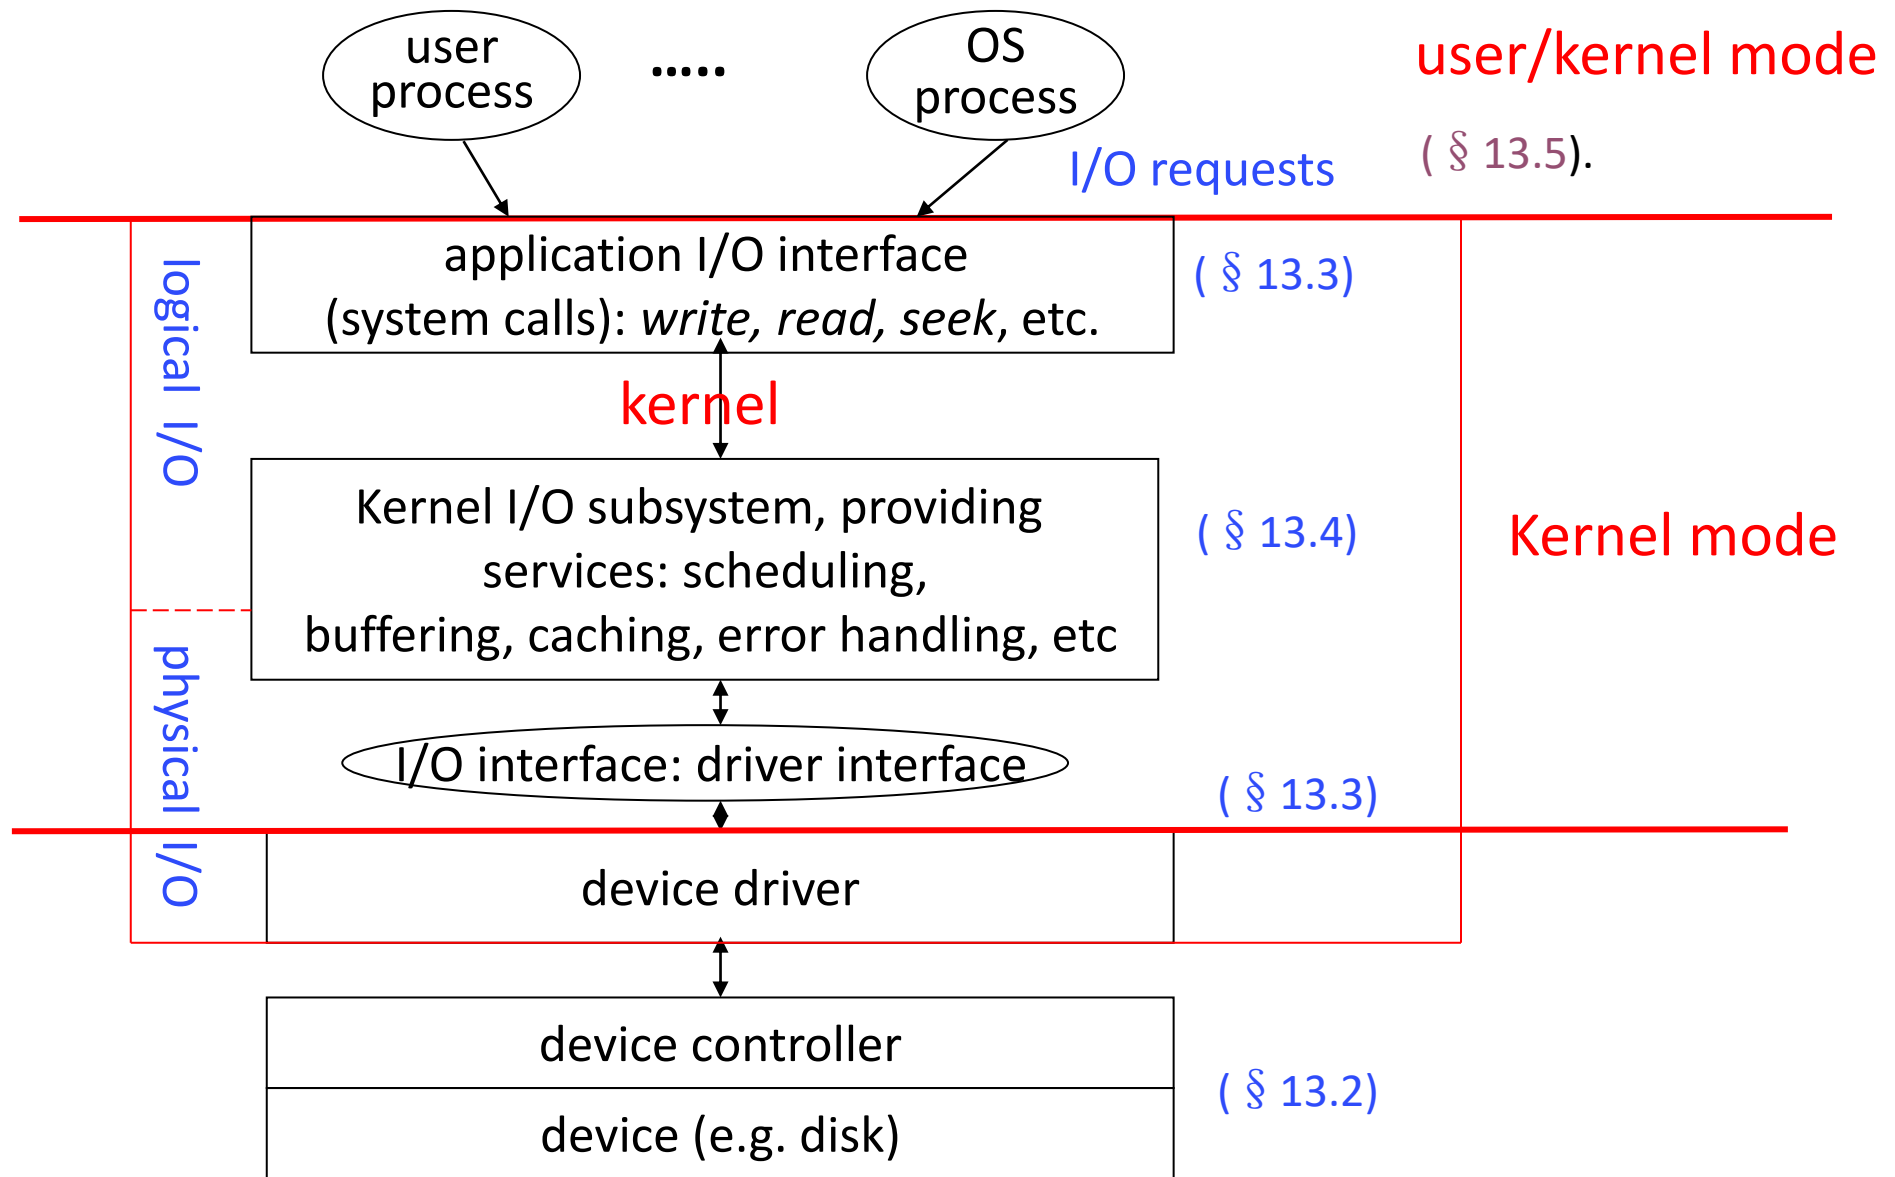 user
process
.....
OS
process
user/kernel mode
I/O requests
( § 13.5).
logical I/O
application I/O interface
(system calls): write, read, seek, etc.
( § 13.3)
kernel
Kernel I/O subsystem, providing
services: scheduling,
buffering, caching, error handling, etc
( § 13.4)
Kernel mode
physical I/O
I/O interface: driver interface
( § 13.3)
device driver
device controller
device (e.g. disk)
( § 13.2)